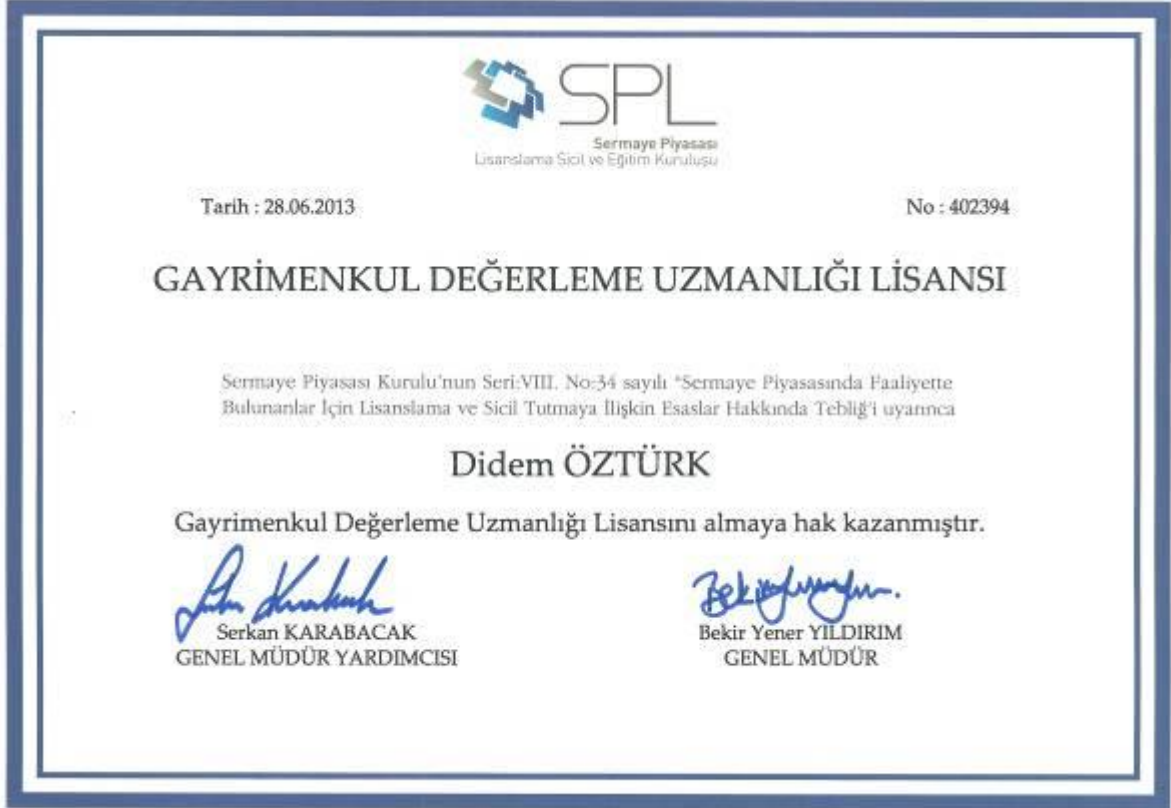 SPL
Sermaye Piyasası
Lisanslama Sicil ve Eğitim Kuruluşu
Tarih : 28.06.2013
No : 402394
GAYRİMENKUL DEĞERLEME UZMANLIĞI LİSANSI
Sermaye Piyasası Kurulu'nun Seri:VIII, No:34 sayılı "Sermaye Piyasasında Faaliyette
Bulunanlar İçin Lisanslama ve Sicil Tutmaya İlişkin Esaslar Hakkında Tebliğ'i uyarınca
Didem ÖZTÜRK
Gayrimenkul Değerleme Uzmanlığı Lisansını almaya hak kazanmıştır.
Serkan KARABACAK
GENEL MÜDÜR YARDIMCISI
Bekir Yener YILDIRIM
GENEL MÜDÜR